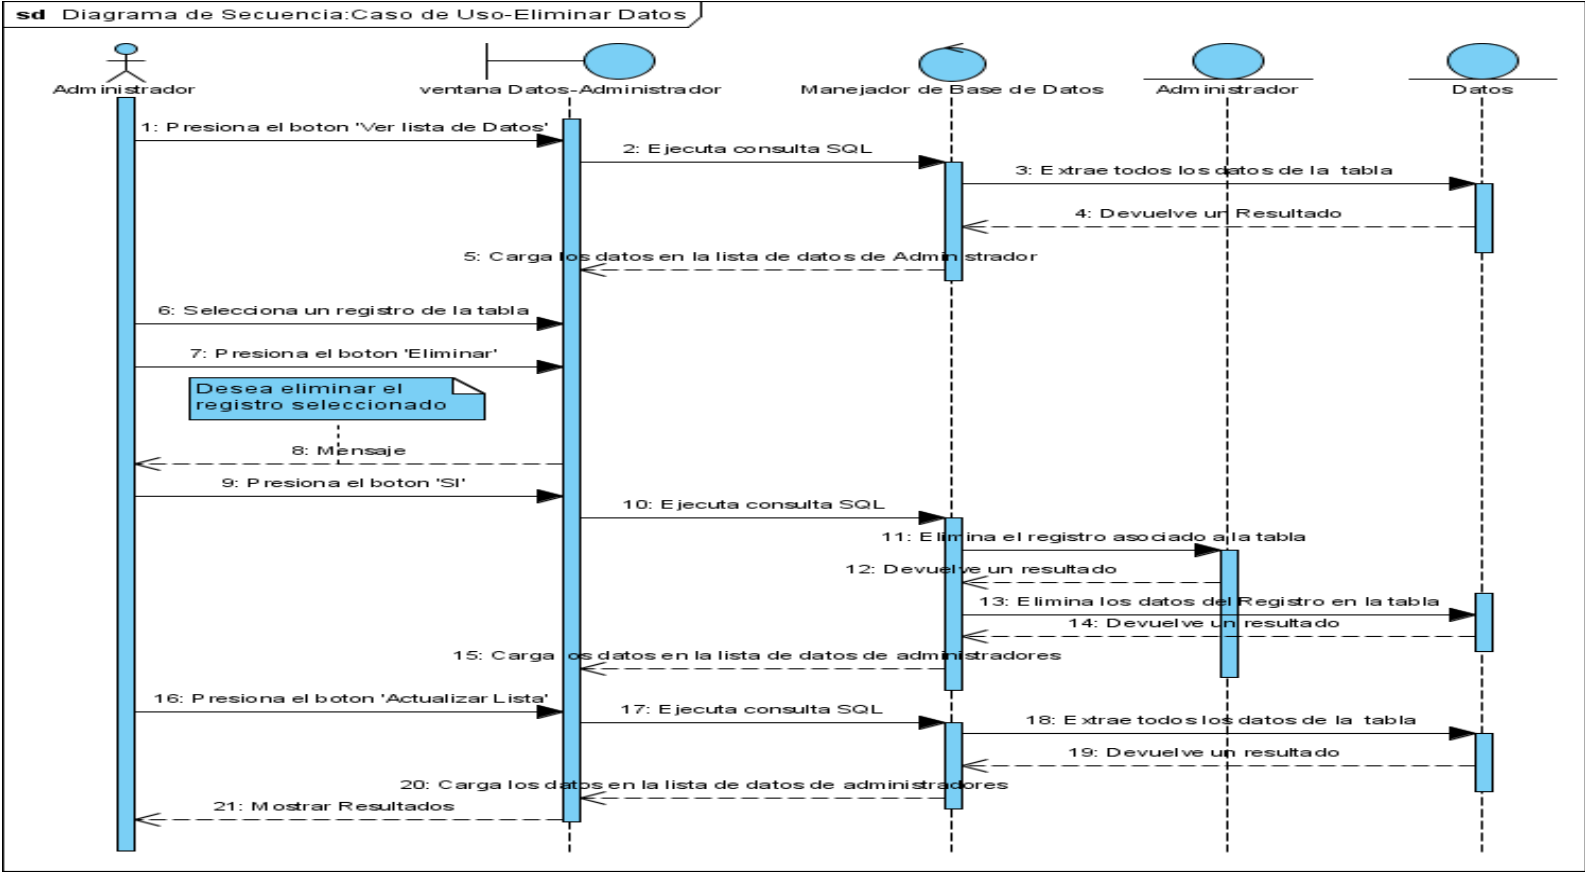 sd Diagrama de Secuencia:Caso de Uso-Eliminar Datos
Administrador
ventana Datos-Administrador
Manejador de Base de Datos
Administrador
Datos
1: Presiona el boton 'Ver lista de Datos'
2: Ejecuta consulta SQL
3: Extrae todos los datos de la tabla
4: Devuelve un Resultado
5: Carga los datos en la lista de datos de Administrador
6: Selecciona un registro de la tabla
7: Presiona el boton 'Eliminar'
Desea eliminar el
registro seleccionado
8: Mensaje
9: Presiona el boton 'SI'
10: Ejecuta consulta SQL
11: Elimina el registro asociado a la tabla
12: Devuelve un resultado
13: Elimina los datos del Registro en la tabla
14: Devuelve un resultado
15: Carga los datos en la lista de datos de administradores
16: Presiona el boton 'Actualizar Lista'
17: Ejecuta consulta SQL
18: Extrae todos los datos de la tabla
19: Devuelve un resultado
20: Carga los datos en la lista de datos de administradores
21: Mostrar Resultados